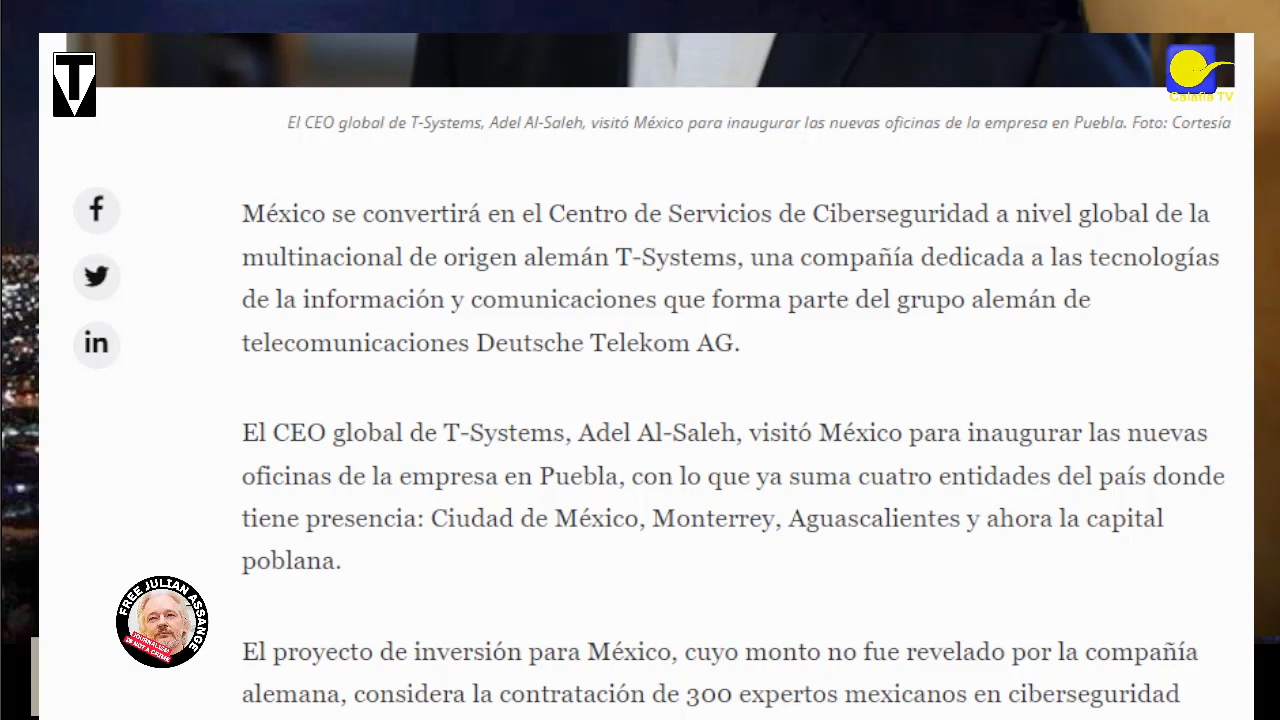 T
Calafia TV
El CEO global de T-Systems, Adel Al-Saleh, visitó México para inaugurar las nuevas oficinas de la empresa en Puebla. Foto: Cortesía
México se convertirá en el Centro de Servicios de Ciberseguridad a nivel global de la
multinacional de origen alemán T-Systems, una compañía dedicada a las tecnologías
de la información y comunicaciones que forma parte del grupo alemán de
telecomunicaciones Deutsche Telekom AG.
El CEO global de T-Systems, Adel Al-Saleh, visitó México para inaugurar las nuevas
oficinas de la empresa en Puebla, con lo que ya suma cuatro entidades del país donde
tiene presencia: Ciudad de México, Monterrey, Aguascalientes y ahora la capital
poblana.
FREE JULIAN ASSANGE
JOURNALISM
IS NOT A CRIME
El proyecto de inversión para México, cuyo monto no fue revelado por la compañía
alemana, considera la contratación de 300 expertos mexicanos en ciberseguridad